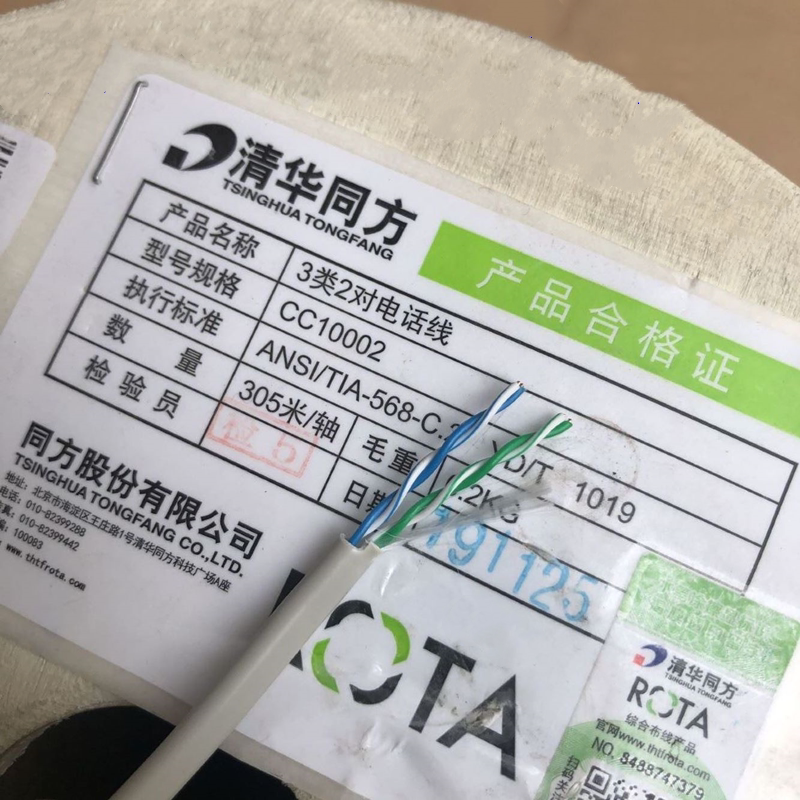 清华同方
TSINGHUA TONGFANG
产品合格证
产品名称 3类2对电话线
型号规格 CC10002
执行标准 ANSI/TIA-568-C. YD/T 1019
数量 305米/轴 毛重 .2KG
检验员 检5 日期 191125
同方股份有限公司
TSINGHUA TONGFANG CO.,LTD.
地址: 北京市海淀区王庄路1号清华同方科技广场A座
电话: 010-82399288
真: 010-82399442
编: 100083
www.thtfrota.com
ROTA
清华同方
TSINGHUA TONGFANG
ROTA
综合布线产品
官网www.thtfrota.com
NO. 8488747379